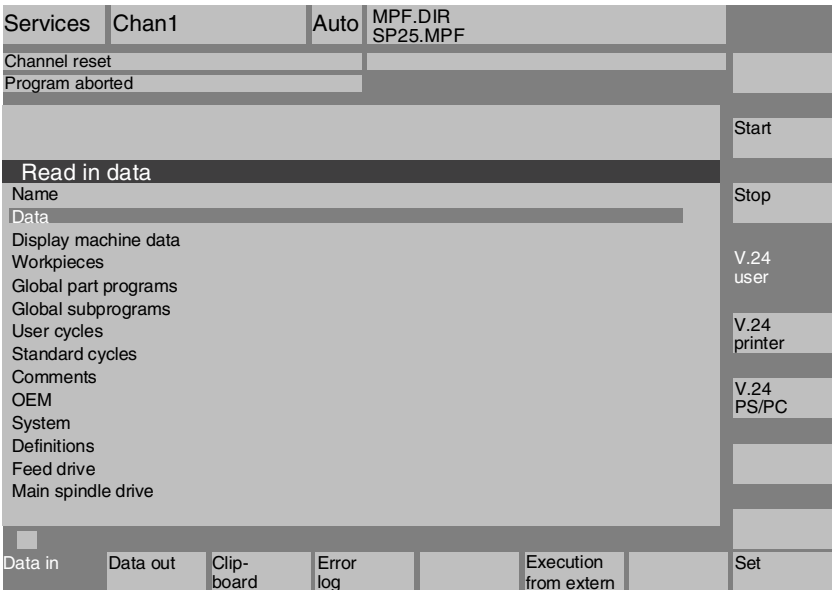 Services
Chan1
Auto
MPF.DIR
SP25.MPF
Channel reset
Program aborted
Read in data
Name
Data
Display machine data
Workpieces
Global part programs
Global subprograms
User cycles
Standard cycles
Comments
OEM
System
Definitions
Feed drive
Main spindle drive
Start
Stop
V.24
user
V.24
printer
V.24
PS/PC
Data in
Data out
Clip-
board
Error
log
Execution
from extern
Set